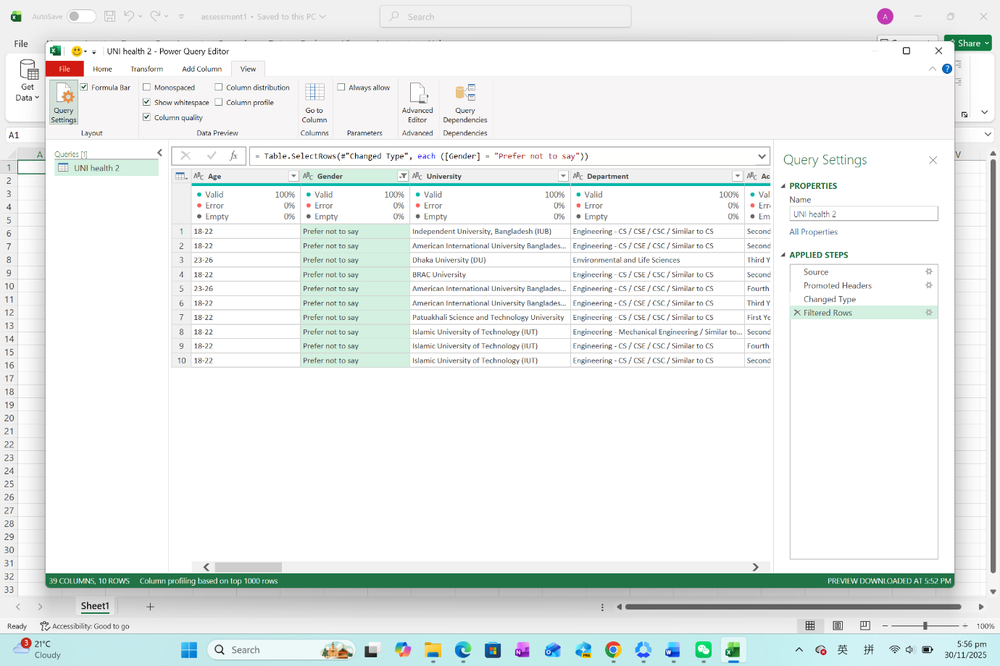 AutoSave
assessment1 • Saved to this PC
Search
A
File
Share
UNI health 2 - Power Query Editor
File Home Transform Add Column View
?
Get
Data
Query
Settings
Formula Bar
Monospaced
Column distribution
Show whitespace
Column profile
Column quality
Go to
Column
Always allow
Advanced
Editor
Query
Dependencies
Layout Data Preview Columns Parameters Advanced Dependencies
A1
Queries [1]
UNI health 2
fx
= Table.SelectRows(#"Changed Type", each ([Gender] = "Prefer not to say"))
ABC Age ABC Gender ABC University ABC Department ABC Ac
Valid 100% Valid 100% Valid 100% Valid 100% Val
Error 0% Error 0% Error 0% Error 0% Err
Empty 0% Empty 0% Empty 0% Empty 0% Em
1 18-22 Prefer not to say Independent University, Bangladesh (IUB) Engineering - CS / CSE / CSC / Similar to CS Second
2 18-22 Prefer not to say American International University Banglades... Engineering - CS / CSE / CSC / Similar to CS Second
3 23-26 Prefer not to say Dhaka University (DU) Environmental and Life Sciences Third Y
4 18-22 Prefer not to say BRAC University Engineering - CS / CSE / CSC / Similar to CS Second
5 23-26 Prefer not to say American International University Banglades... Engineering - CS / CSE / CSC / Similar to CS Fourth
6 18-22 Prefer not to say American International University Banglades... Engineering - CS / CSE / CSC / Similar to CS Third Y
7 18-22 Prefer not to say Patuakhali Science and Technology University Engineering - CS / CSE / CSC / Similar to CS First Ye
8 18-22 Prefer not to say Islamic University of Technology (IUT) Engineering - Mechanical Engineering / Similar to... Second
9 18-22 Prefer not to say Islamic University of Technology (IUT) Engineering - CS / CSE / CSC / Similar to CS Fourth
10 18-22 Prefer not to say Islamic University of Technology (IUT) Engineering - CS / CSE / CSC / Similar to CS Second
Query Settings
PROPERTIES
Name
UNI health 2
All Properties
APPLIED STEPS
Source
Promoted Headers
Changed Type
Filtered Rows
39 COLUMNS, 10 ROWS Column profiling based on top 1000 rows
PREVIEW DOWNLOADED AT 5:52 PM
A
V
1
2
3
4
5
6
7
8
9
10
11
12
13
14
15
16
17
18
19
20
21
22
23
24
25
26
27
28
29
30
31
32
33
Sheet1
Ready Accessibility: Good to go
100%
3
21°C
Cloudy
Search
PRE
英
拼
5:56 pm
30/11/2025